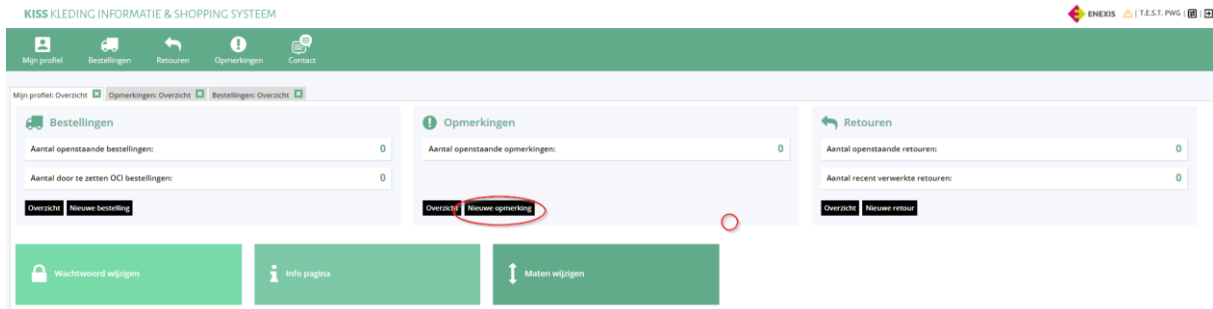 KISS KLEDING INFORMATIE & SHOPPING SYSTEEM
ENEXIS | T.E.S.T. PWG |
Mijn profiel Bestellingen Retouren Opmerkingen Contact
Mijn profiel: Overzicht Opmerkingen: Overzicht Bestellingen: Overzicht
Bestellingen
Aantal openstaande bestellingen: 0
Aantal door te zetten OCI bestellingen: 0
Overzicht Nieuwe bestelling
Opmerkingen
Aantal openstaande opmerkingen: 0
Overzicht Nieuwe opmerking
Retouren
Aantal openstaande retouren: 0
Aantal recent verwerkte retouren: 0
Overzicht Nieuwe retour
Wachtwoord wijzigen
Info pagina
Maten wijzigen